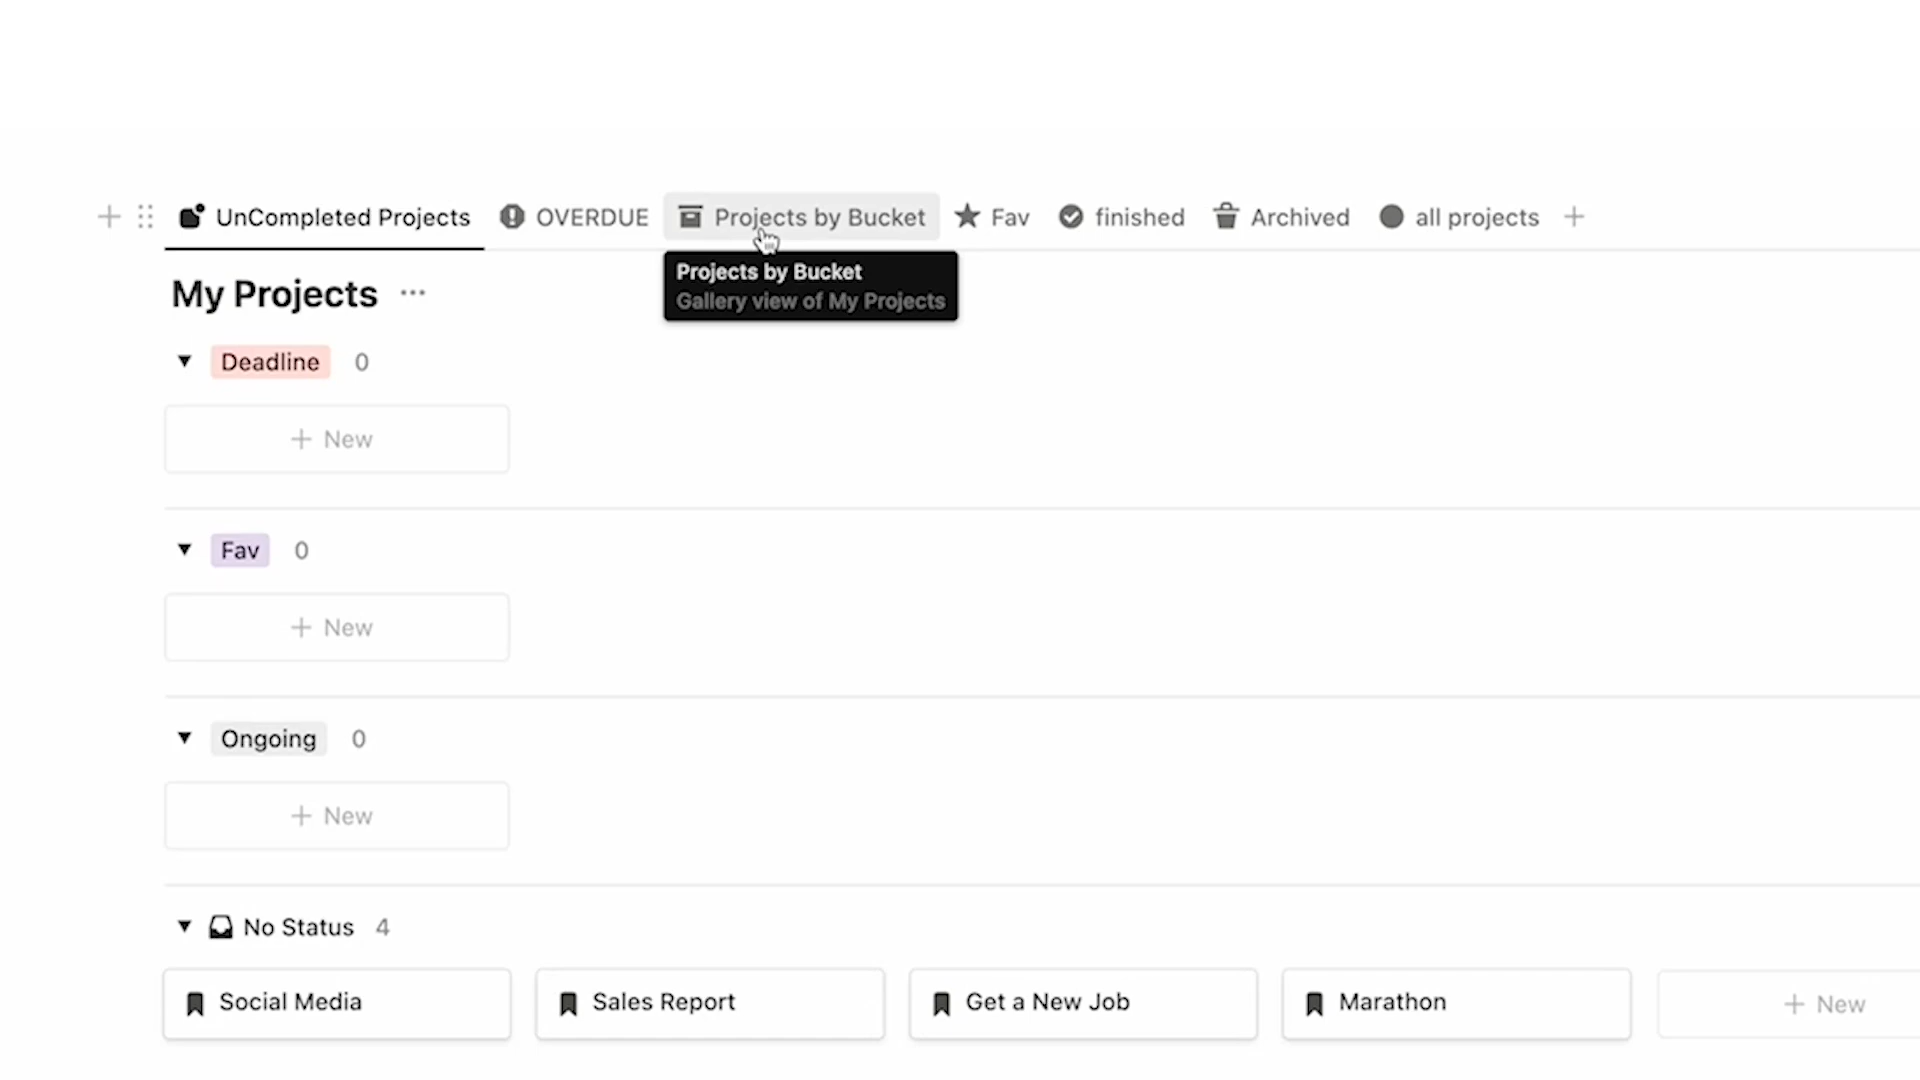 UnCompleted Projects OVERDUE Projects by Bucket Fav finished Archived all projects
Projects by Bucket
Gallery view of My Projects
My Projects
Deadline 0
New
Fav 0
New
Ongoing 0
New
No Status 4
Social Media Sales Report Get a New Job Marathon New